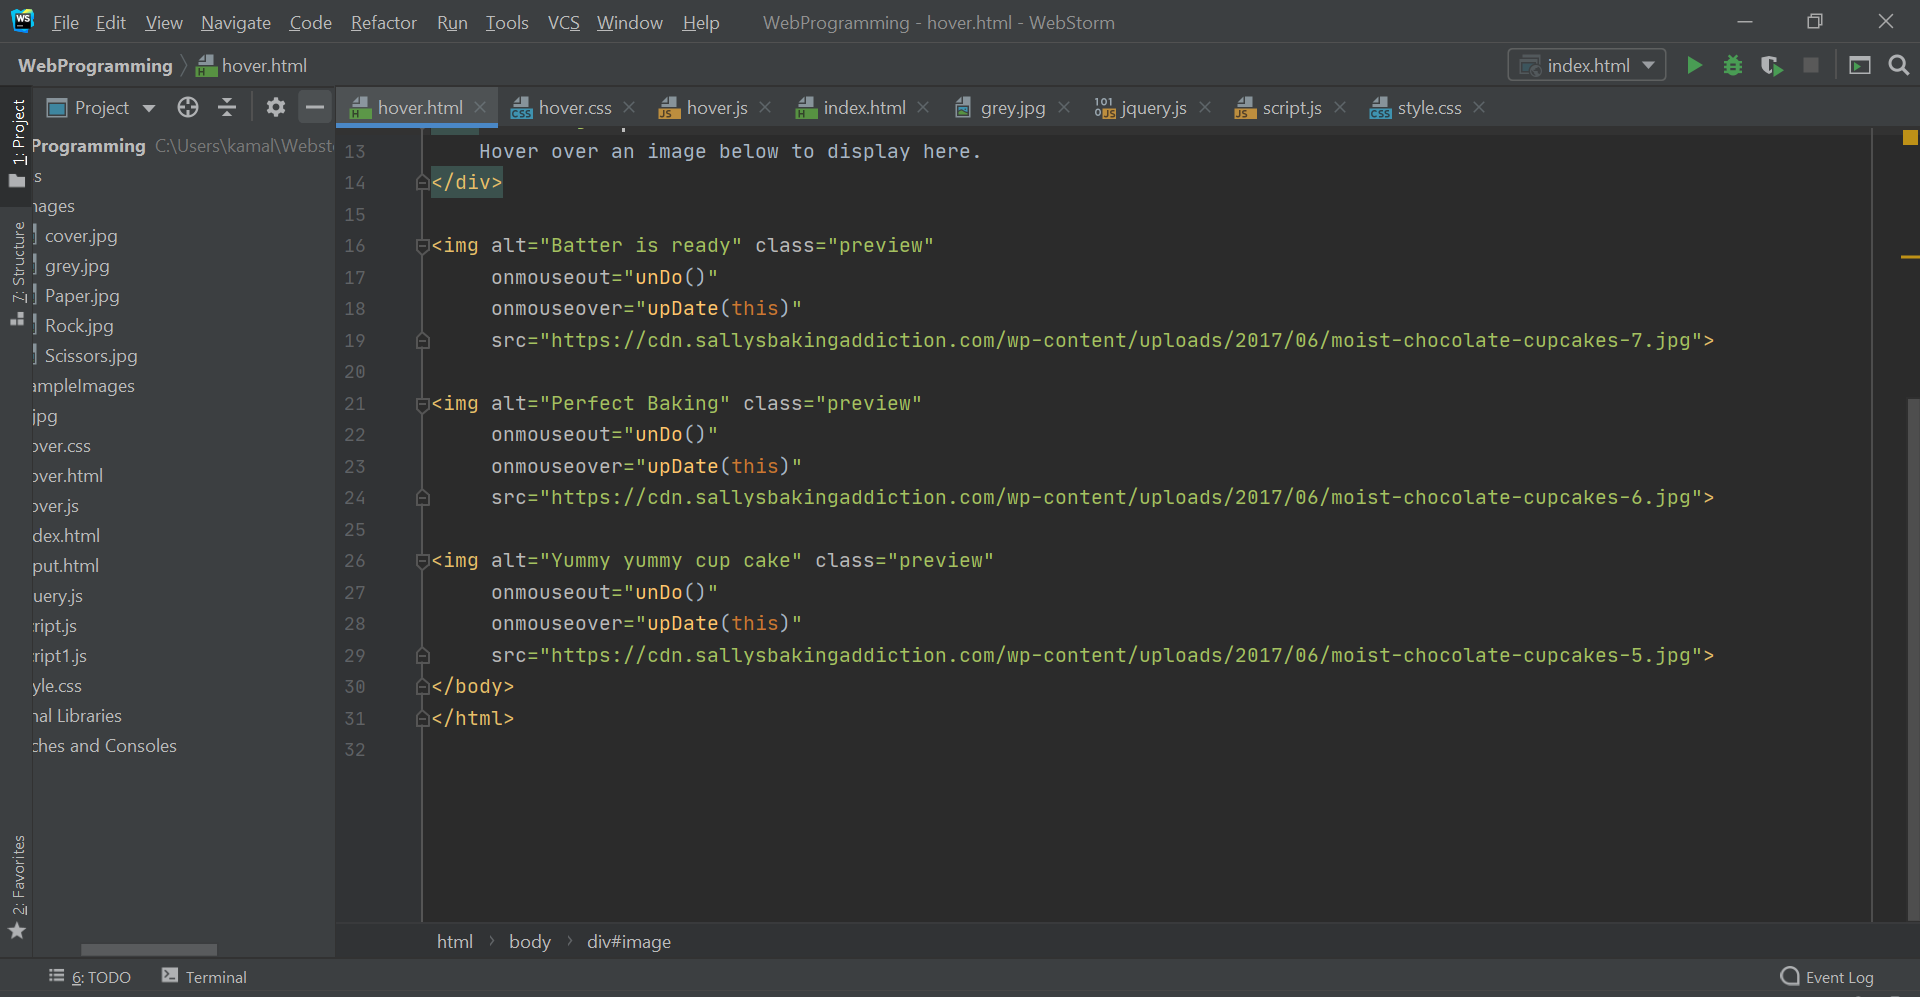 WS File Edit View Navigate Code Refactor Run Tools VCS Window Help WebProgramming - hover.html - WebStorm
WebProgramming hover.html index.html
1: Project
7: Structure
2: Favorites
Project
Programming C:\Users\kamal\Webst
s
ages
cover.jpg
grey.jpg
Paper.jpg
Rock.jpg
Scissors.jpg
ampleImages
jpg
over.css
over.html
over.js
dex.html
put.html
uery.js
ript.js
ript1.js
yle.css
nal Libraries
ches and Consoles
hover.html hover.css hover.js index.html grey.jpg jquery.js script.js style.css
13 Hover over an image below to display here.
14 </div>
15
16 <img alt="Batter is ready" class="preview"
17 onmouseout="unDo()"
18 onmouseover="upDate(this)"
19 src="https://cdn.sallysbakingaddiction.com/wp-content/uploads/2017/06/moist-chocolate-cupcakes-7.jpg">
20
21 <img alt="Perfect Baking" class="preview"
22 onmouseout="unDo()"
23 onmouseover="upDate(this)"
24 src="https://cdn.sallysbakingaddiction.com/wp-content/uploads/2017/06/moist-chocolate-cupcakes-6.jpg">
25
26 <img alt="Yummy yummy cup cake" class="preview"
27 onmouseout="unDo()"
28 onmouseover="upDate(this)"
29 src="https://cdn.sallysbakingaddiction.com/wp-content/uploads/2017/06/moist-chocolate-cupcakes-5.jpg">
30 </body>
31 </html>
32
html › body › div#image
6: TODO Terminal Event Log